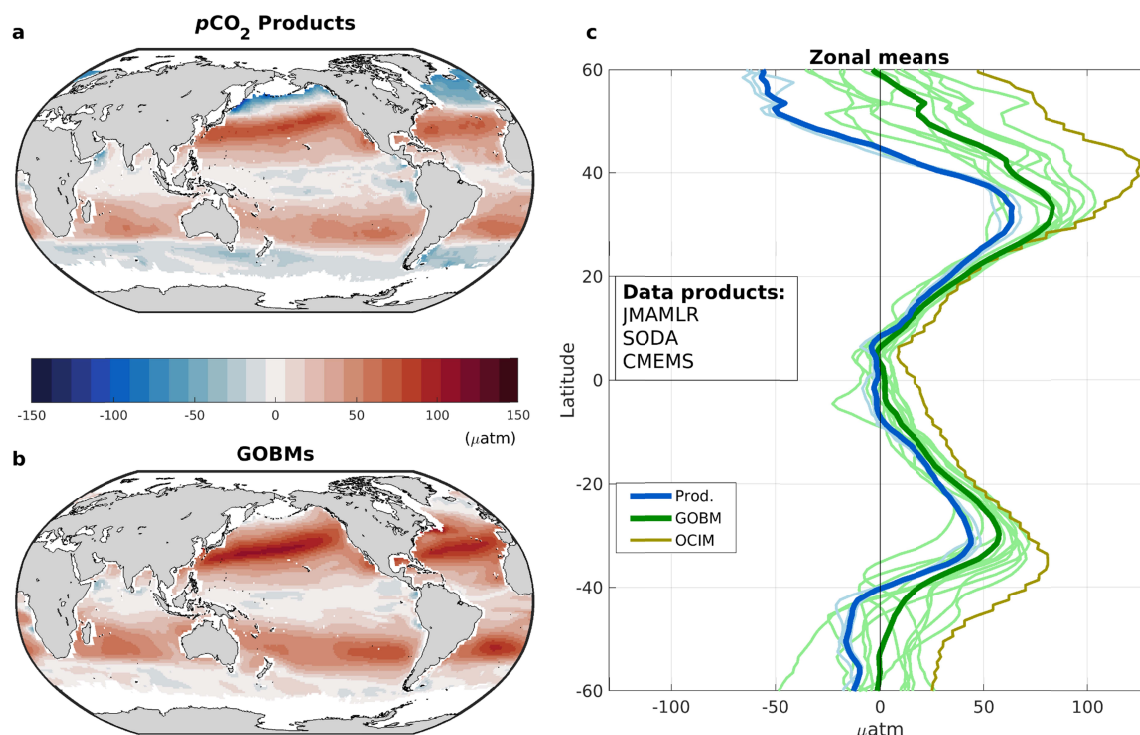 a
pCO₂ Products
-150 -100 -50 0 50 100 150
(μatm)
b
GOBMs
c
Zonal means
60
40
20
0
-20
-40
-60
Latitude
Data products:
JMAMLR
SODA
CMEMS
Prod.
GOBM
OCIM
-100 -50 0 50 100
μatm